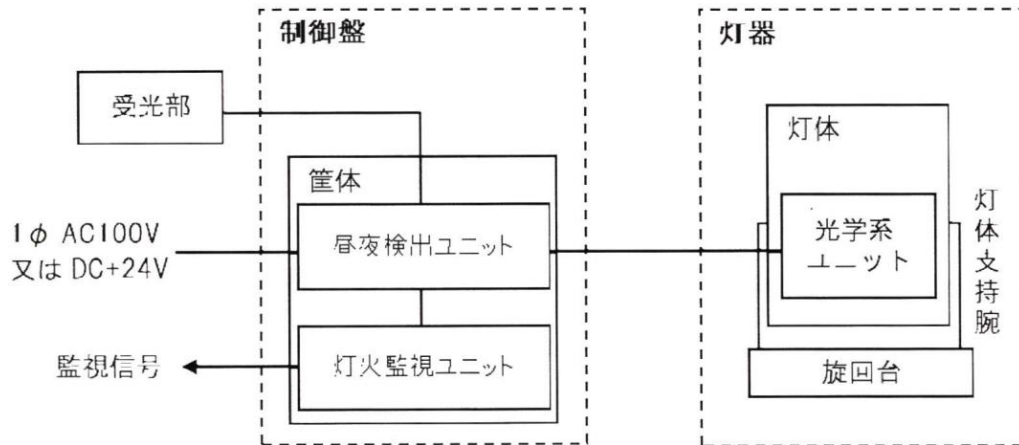 制御盤
灯器
受光部
灯体
筐体
1φ AC100V
又は DC+24V
昼夜検出ユニット
光学系
ユニット
灯体支持腕
監視信号
灯火監視ユニット
旋回台